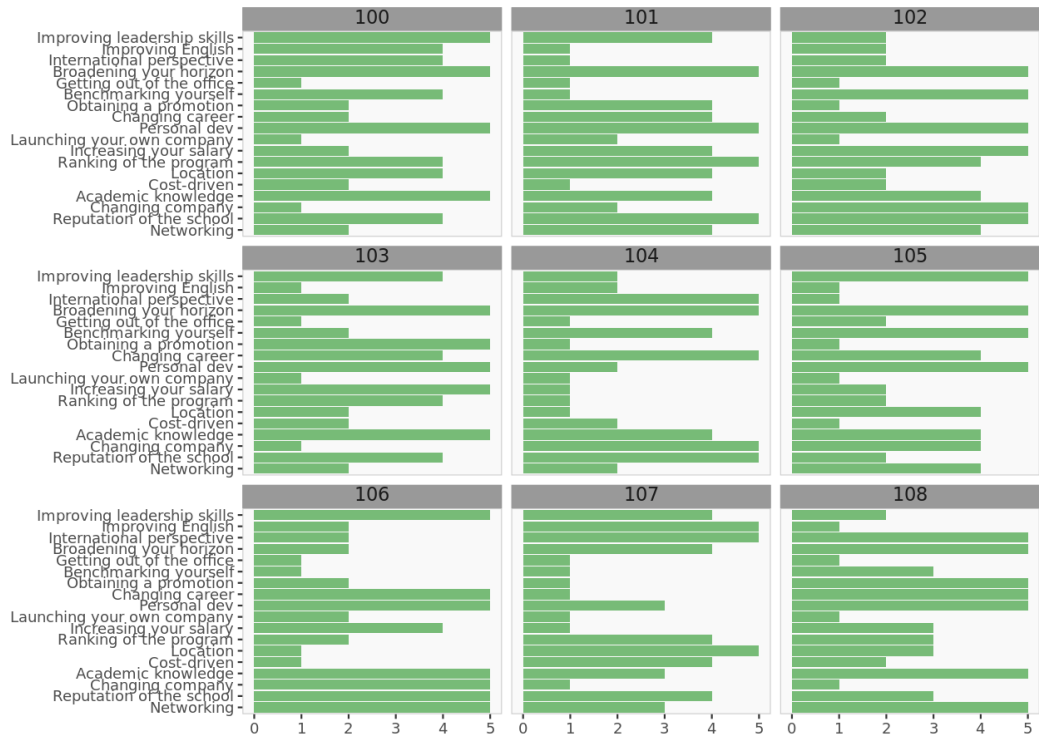 100 101 102
Improving leadership skills
Improving English
International perspective
Broadening your horizon
Getting out of the office
Benchmarking yourself
Obtaining a promotion
Changing career
Personal dev
Launching your own company
Increasing your salary
Ranking of the program
Location
Cost-driven
Academic knowledge
Changing company
Reputation of the school
Networking
103 104 105
Improving leadership skills
Improving English
International perspective
Broadening your horizon
Getting out of the office
Benchmarking yourself
Obtaining a promotion
Changing career
Personal dev
Launching your own company
Increasing your salary
Ranking of the program
Location
Cost-driven
Academic knowledge
Changing company
Reputation of the school
Networking
106 107 108
Improving leadership skills
Improving English
International perspective
Broadening your horizon
Getting out of the office
Benchmarking yourself
Obtaining a promotion
Changing career
Personal dev
Launching your own company
Increasing your salary
Ranking of the program
Location
Cost-driven
Academic knowledge
Changing company
Reputation of the school
Networking
0 1 2 3 4 5 0 1 2 3 4 5 0 1 2 3 4 5